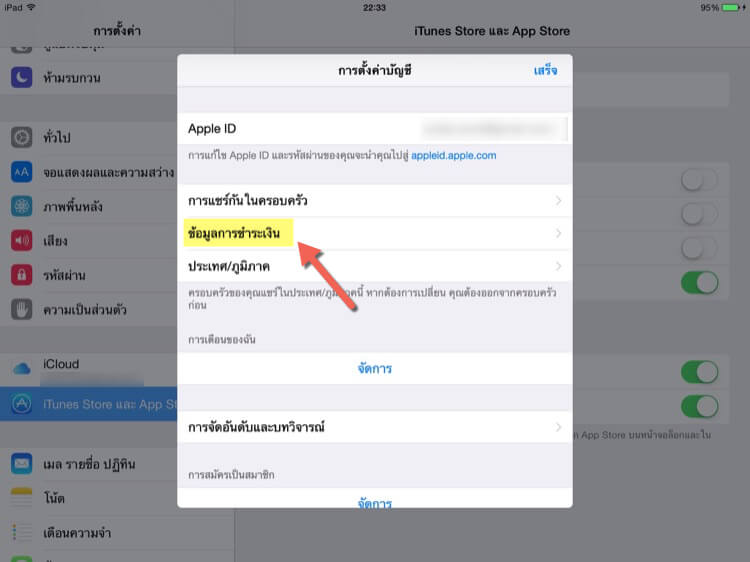 iPad 22:33 95%
การตั้งค่า iTunes Store และ App Store
ห้ามรบกวน
ทั่วไป
จอแสดงผลและความสว่าง
ภาพพื้นหลัง
เสียง
รหัสผ่าน
ความเป็นส่วนตัว
iCloud
iTunes Store และ App St
เมล รายชื่อ ปฏิทิน
โน้ต
เตือนความจำ
การตั้งค่าบัญชี เสร็จ
Apple ID
การแก้ไข Apple ID และรหัสผ่านของคุณจะนำคุณไปสู่ appleid.apple.com
การแชร์กันในครอบครัว
ข้อมูลการชำระเงิน
ประเทศ/ภูมิภาค
ครอบครัวของคุณแชร์ในประเทศ/ภูมิภาคนี้ หากต้องการเปลี่ยน คุณต้องออกจากครอบครัว
ก่อน
การเตือนของฉัน
จัดการ
การจัดอันดับและบทวิจารณ์
การสมัครเป็นสมาชิก
จัดการ
App Store บนหน้าจอล็อกและใน